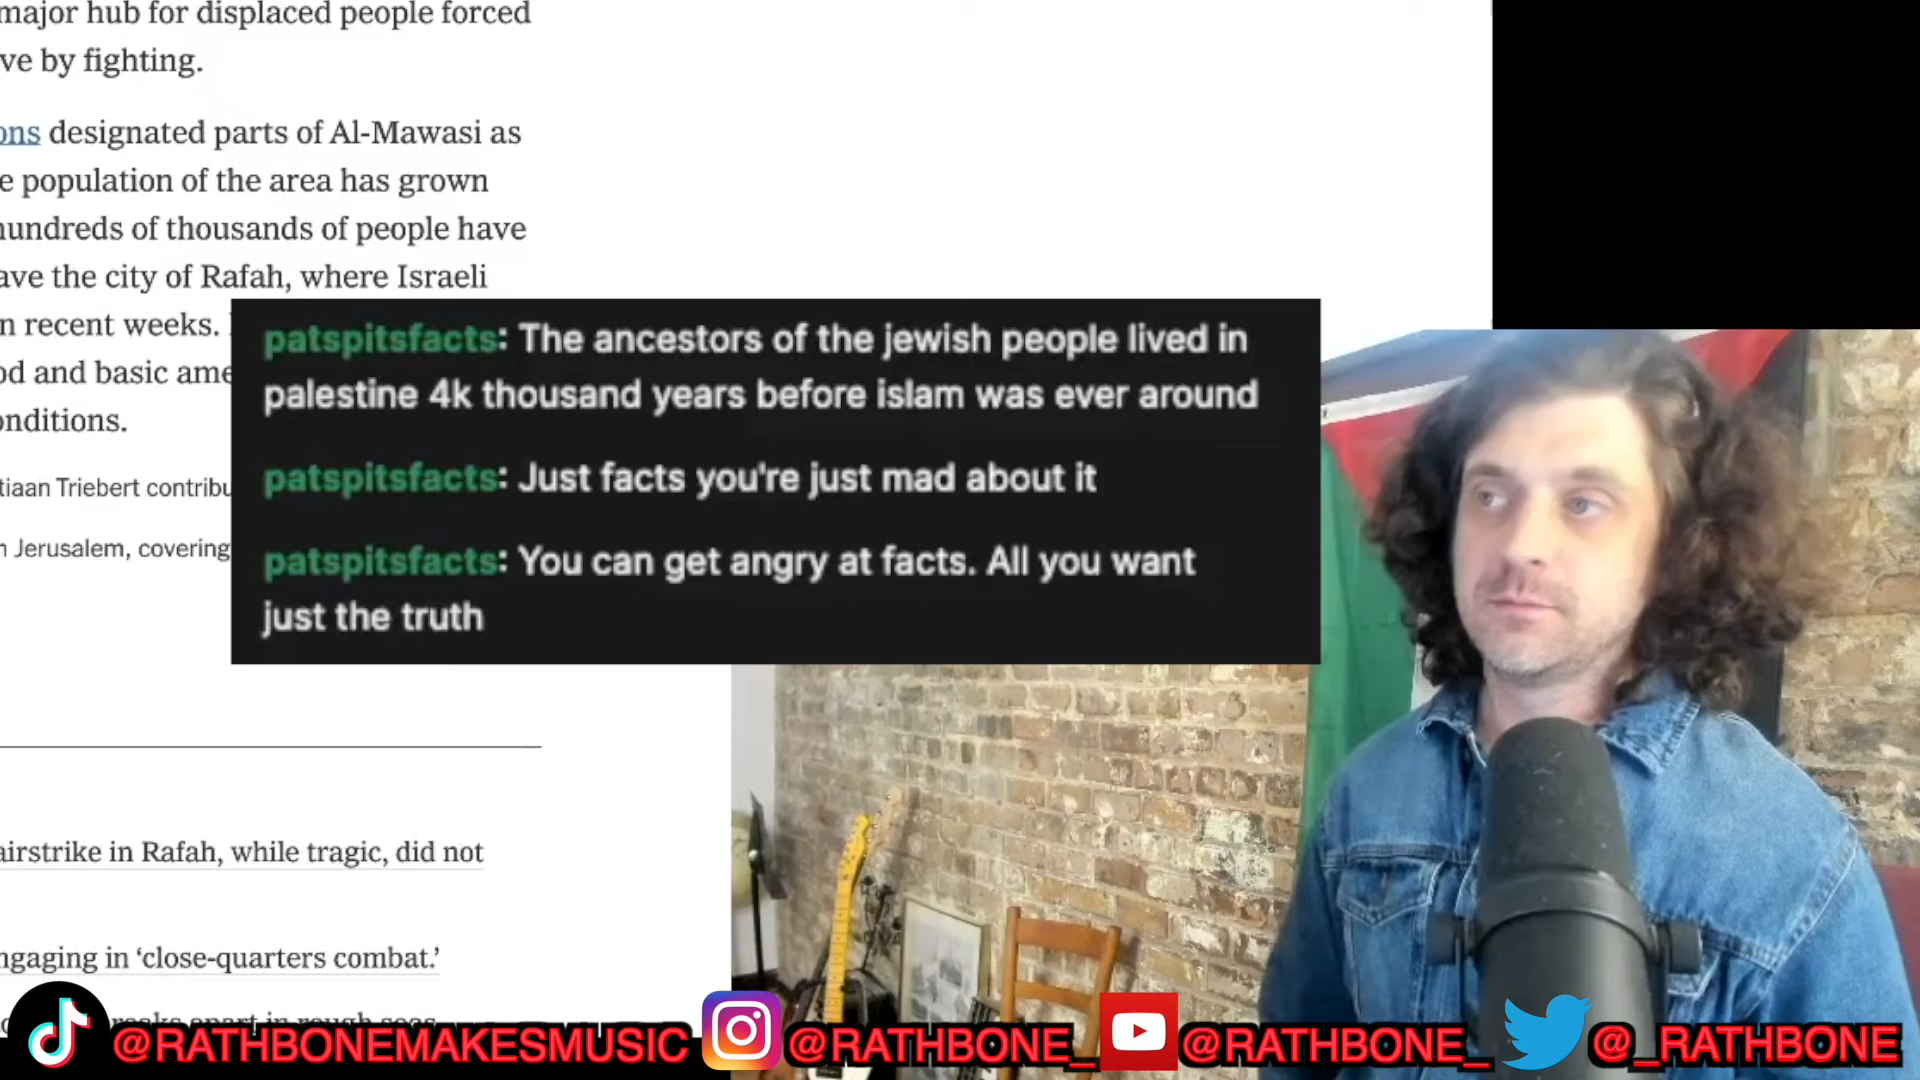 major hub for displaced people forced
ve by fighting.
ons designated parts of Al-Mawasi as
e population of the area has grown
hundreds of thousands of people have
ave the city of Rafah, where Israeli
n recent weeks.
od and basic ame
onditions.
tiaan Triebert contribu
n Jerusalem, covering
patspitsfacts: The ancestors of the jewish people lived in
palestine 4k thousand years before islam was ever around
patspitsfacts: Just facts you're just mad about it
patspitsfacts: You can get angry at facts. All you want
just the truth
airstrike in Rafah, while tragic, did not
ngaging in ‘close-quarters combat.’
apart in rough seas
@RATHBONEMAKESMUSIC @RATHBONE_ @RATHBONE_ @_RATHBONE